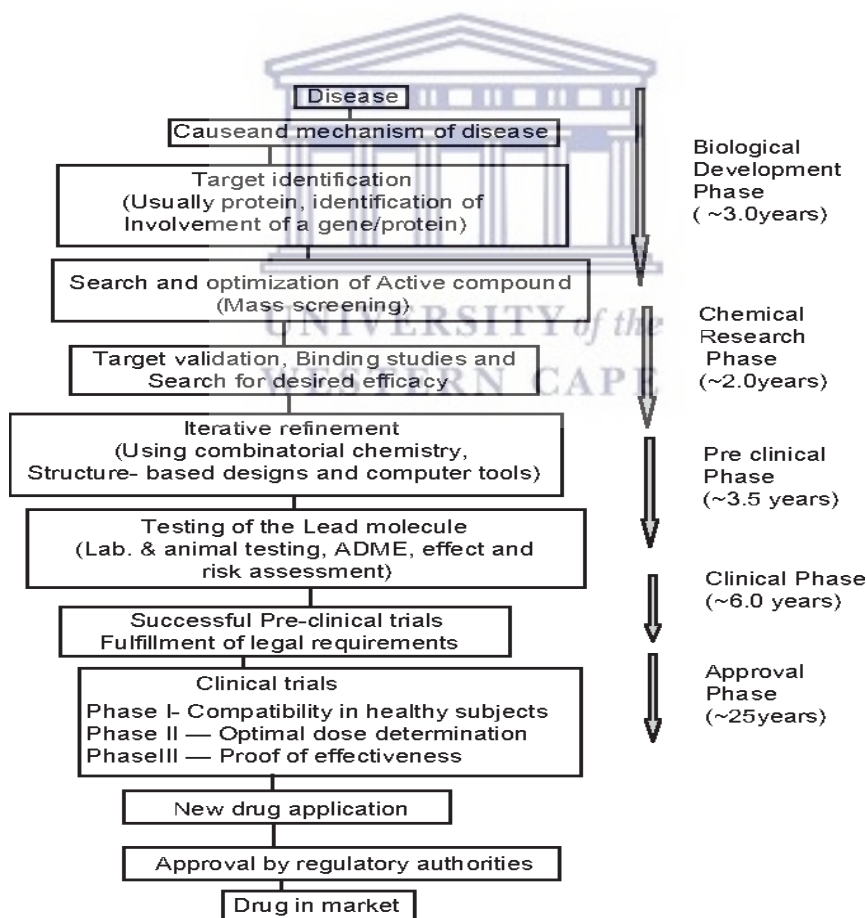 Disease
Causeand mechanism of disease
Target identification
(Usually protein, identification of
Involvement of a gene/protein)
Search and optimization of Active compound
(Mass screening)
Target validation, Binding studies and
Search for desired efficacy
Iterative refinement
(Using combinatorial chemistry,
Structure- based designs and computer tools)
Testing of the Lead molecule
(Lab. & animal testing, ADME, effect and
risk assessment)
Successful Pre-clinical trials
Fulfillment of legal requirements
Clinical trials
Phase I- Compatibility in healthy subjects
Phase II — Optimal dose determination
PhaseIII — Proof of effectiveness
New drug application
Approval by regulatory authorities
Drug in market
Biological
Development
Phase
( ~3.0years)
Chemical
Research
Phase
(~2.0years)
Pre clinical
Phase
(~3.5 years)
Clinical Phase
(~6.0 years)
Approval
Phase
(~25years)
UNIVERSITY of the
WESTERN CAPE